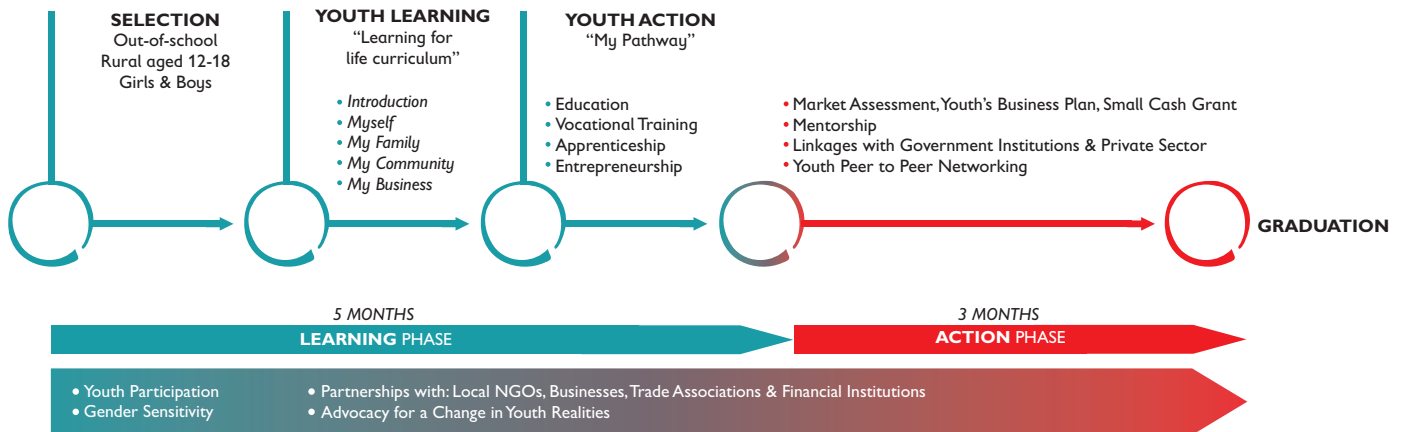 SELECTION
Out-of-school
Rural aged 12-18
Girls & Boys
YOUTH LEARNING
“Learning for
life curriculum”
• Introduction
• Myself
• My Family
• My Community
• My Business
YOUTH ACTION
“My Pathway”
• Education
• Vocational Training
• Apprenticeship
• Entrepreneurship
• Market Assessment, Youth’s Business Plan, Small Cash Grant
• Mentorship
• Linkages with Government Institutions & Private Sector
• Youth Peer to Peer Networking
GRADUATION
5 MONTHS
LEARNING PHASE
3 MONTHS
ACTION PHASE
• Youth Participation
• Gender Sensitivity
• Partnerships with: Local NGOs, Businesses, Trade Associations & Financial Institutions
• Advocacy for a Change in Youth Realities